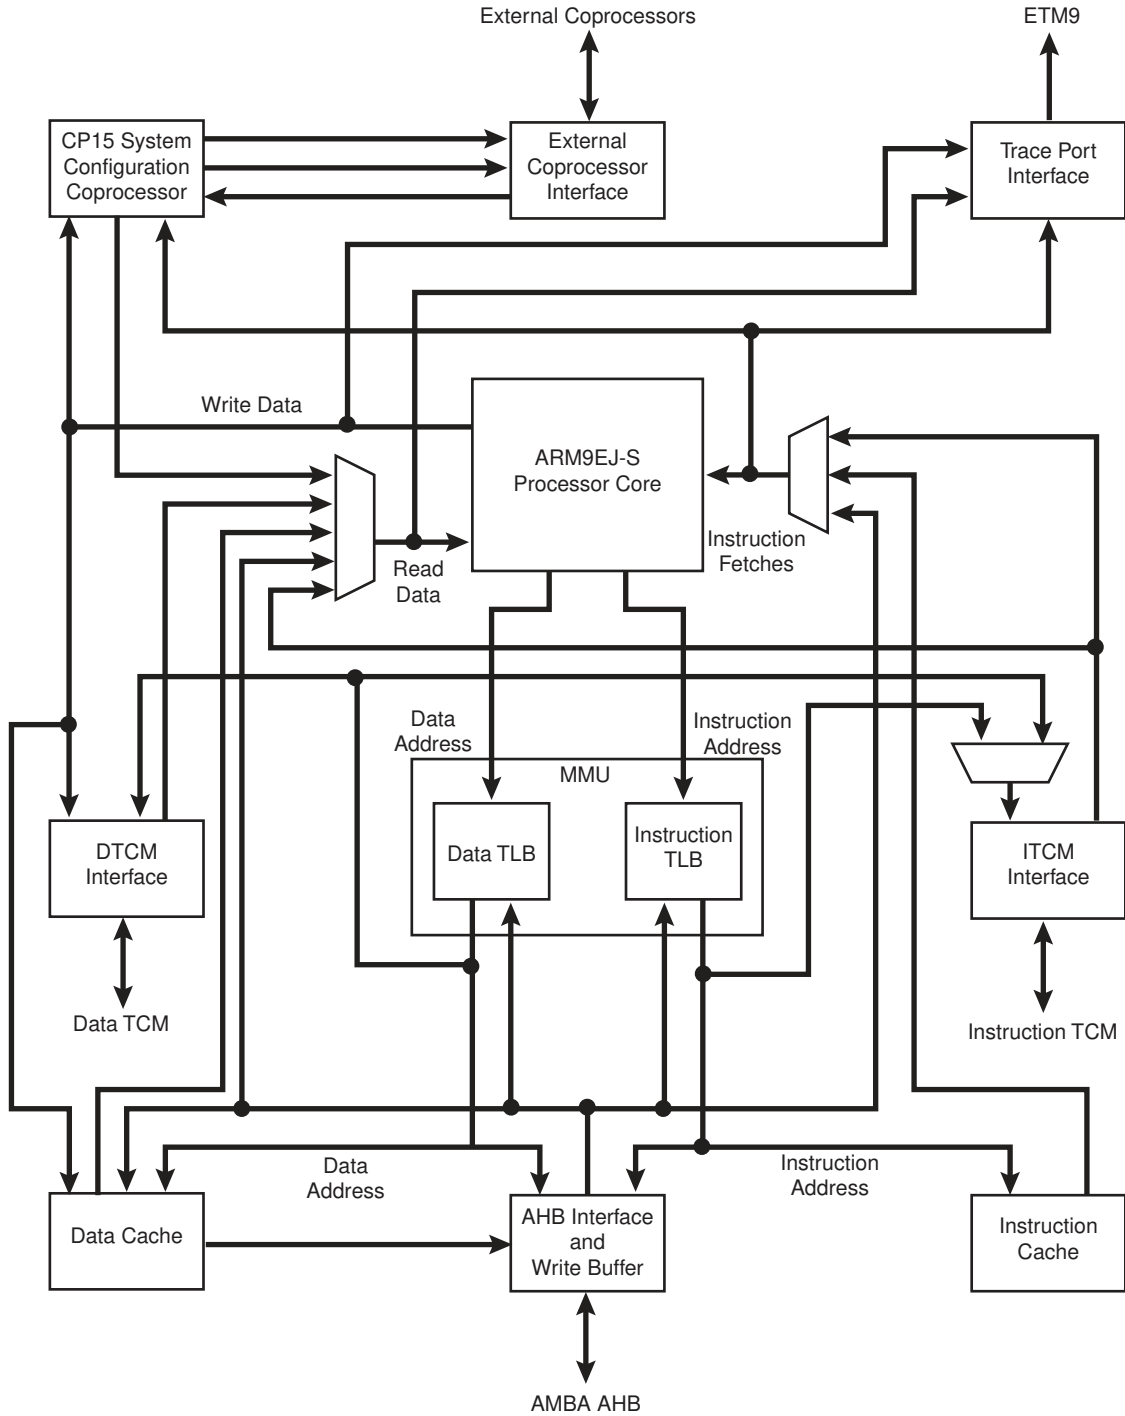 External Coprocessors
ETM9
CP15 System
Configuration
Coprocessor
External
Coprocessor
Interface
Trace Port
Interface
Write Data
ARM9EJ-S
Processor Core
Instruction
Fetches
Read
Data
Data
Address
Instruction
Address
MMU
DTCM
Interface
Data TLB
Instruction
TLB
ITCM
Interface
Data TCM
Instruction TCM
Data
Address
Instruction
Address
Data Cache
AHB Interface
and
Write Buffer
Instruction
Cache
AMBA AHB